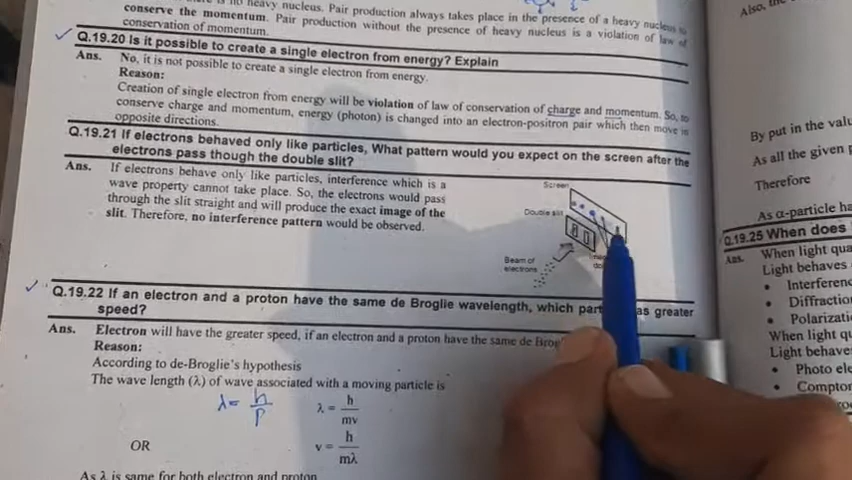 is no heavy nucleus. Pair production always takes place in the presence of a heavy nucleus to
conserve the momentum. Pair production without the presence of heavy nucleus is a violation of law of
conservation of momentum.
Q.19.20 Is it possible to create a single electron from energy? Explain
Ans. No, it is not possible to create a single electron from energy.
Reason:
Creation of single electron from energy will be violation of law of conservation of charge and momentum. So, to
conserve charge and momentum, energy (photon) is changed into an electron-positron pair which then move in
opposite directions.
Q.19.21 If electrons behaved only like particles, What pattern would you expect on the screen after the
electrons pass though the double slit?
Ans. If electrons behave only like particles, interference which is a
wave property cannot take place. So, the electrons would pass
through the slit straight and will produce the exact image of the
slit. Therefore, no interference pattern would be observed.
Screen
Double slit
Beam of
electrons
Q.19.22 If an electron and a proton have the same de Broglie wavelength, which has greater
speed?
Ans. Electron will have the greater speed, if an electron and a proton have the same de
Reason:
According to de-Broglie's hypothesis
The wave length (λ) of wave associated with a moving particle is
λ = h/p
λ = h/mv
OR
v = h/mλ
As λ is same for both electron and proton
Also, the
By put in the
As all the given
Therefore
As α-particle
Q.19.25 When does
Ans. When light
Light behaves
• Interference
• Diffraction
•
When light
Light behaves
• Photo
•